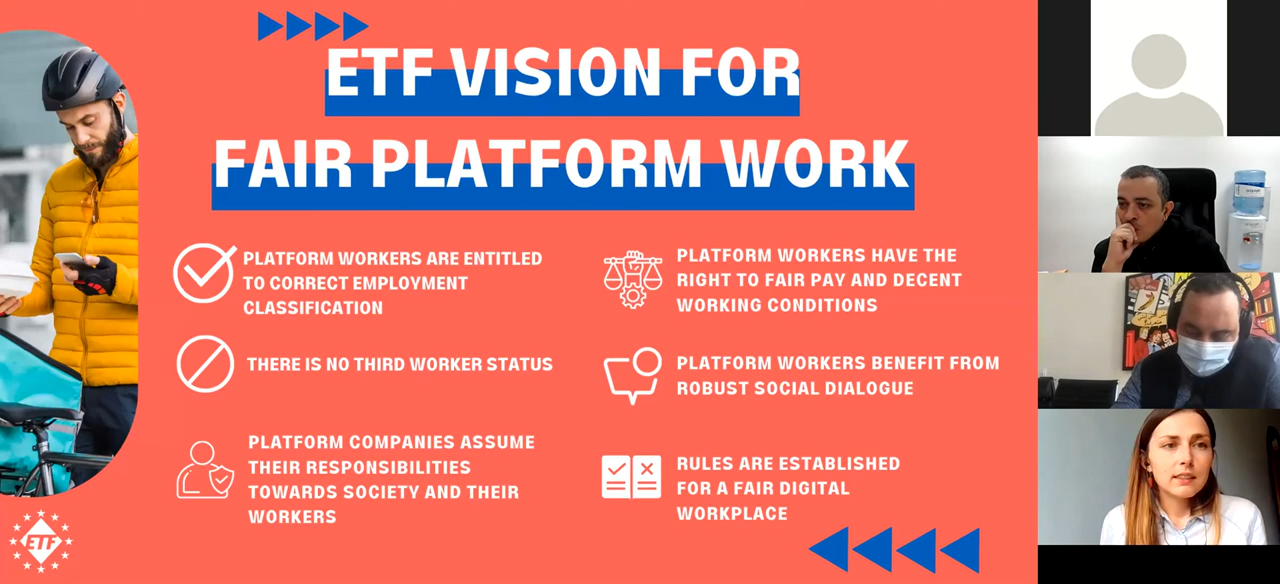 ETF VISION FOR
FAIR PLATFORM WORK
PLATFORM WORKERS ARE ENTITLED
TO CORRECT EMPLOYMENT
CLASSIFICATION
THERE IS NO THIRD WORKER STATUS
PLATFORM COMPANIES ASSUME
THEIR RESPONSIBILITIES
TOWARDS SOCIETY AND THEIR
WORKERS
PLATFORM WORKERS HAVE THE
RIGHT TO FAIR PAY AND DECENT
WORKING CONDITIONS
PLATFORM WORKERS BENEFIT FROM
ROBUST SOCIAL DIALOGUE
RULES ARE ESTABLISHED
FOR A FAIR DIGITAL
WORKPLACE
ETF